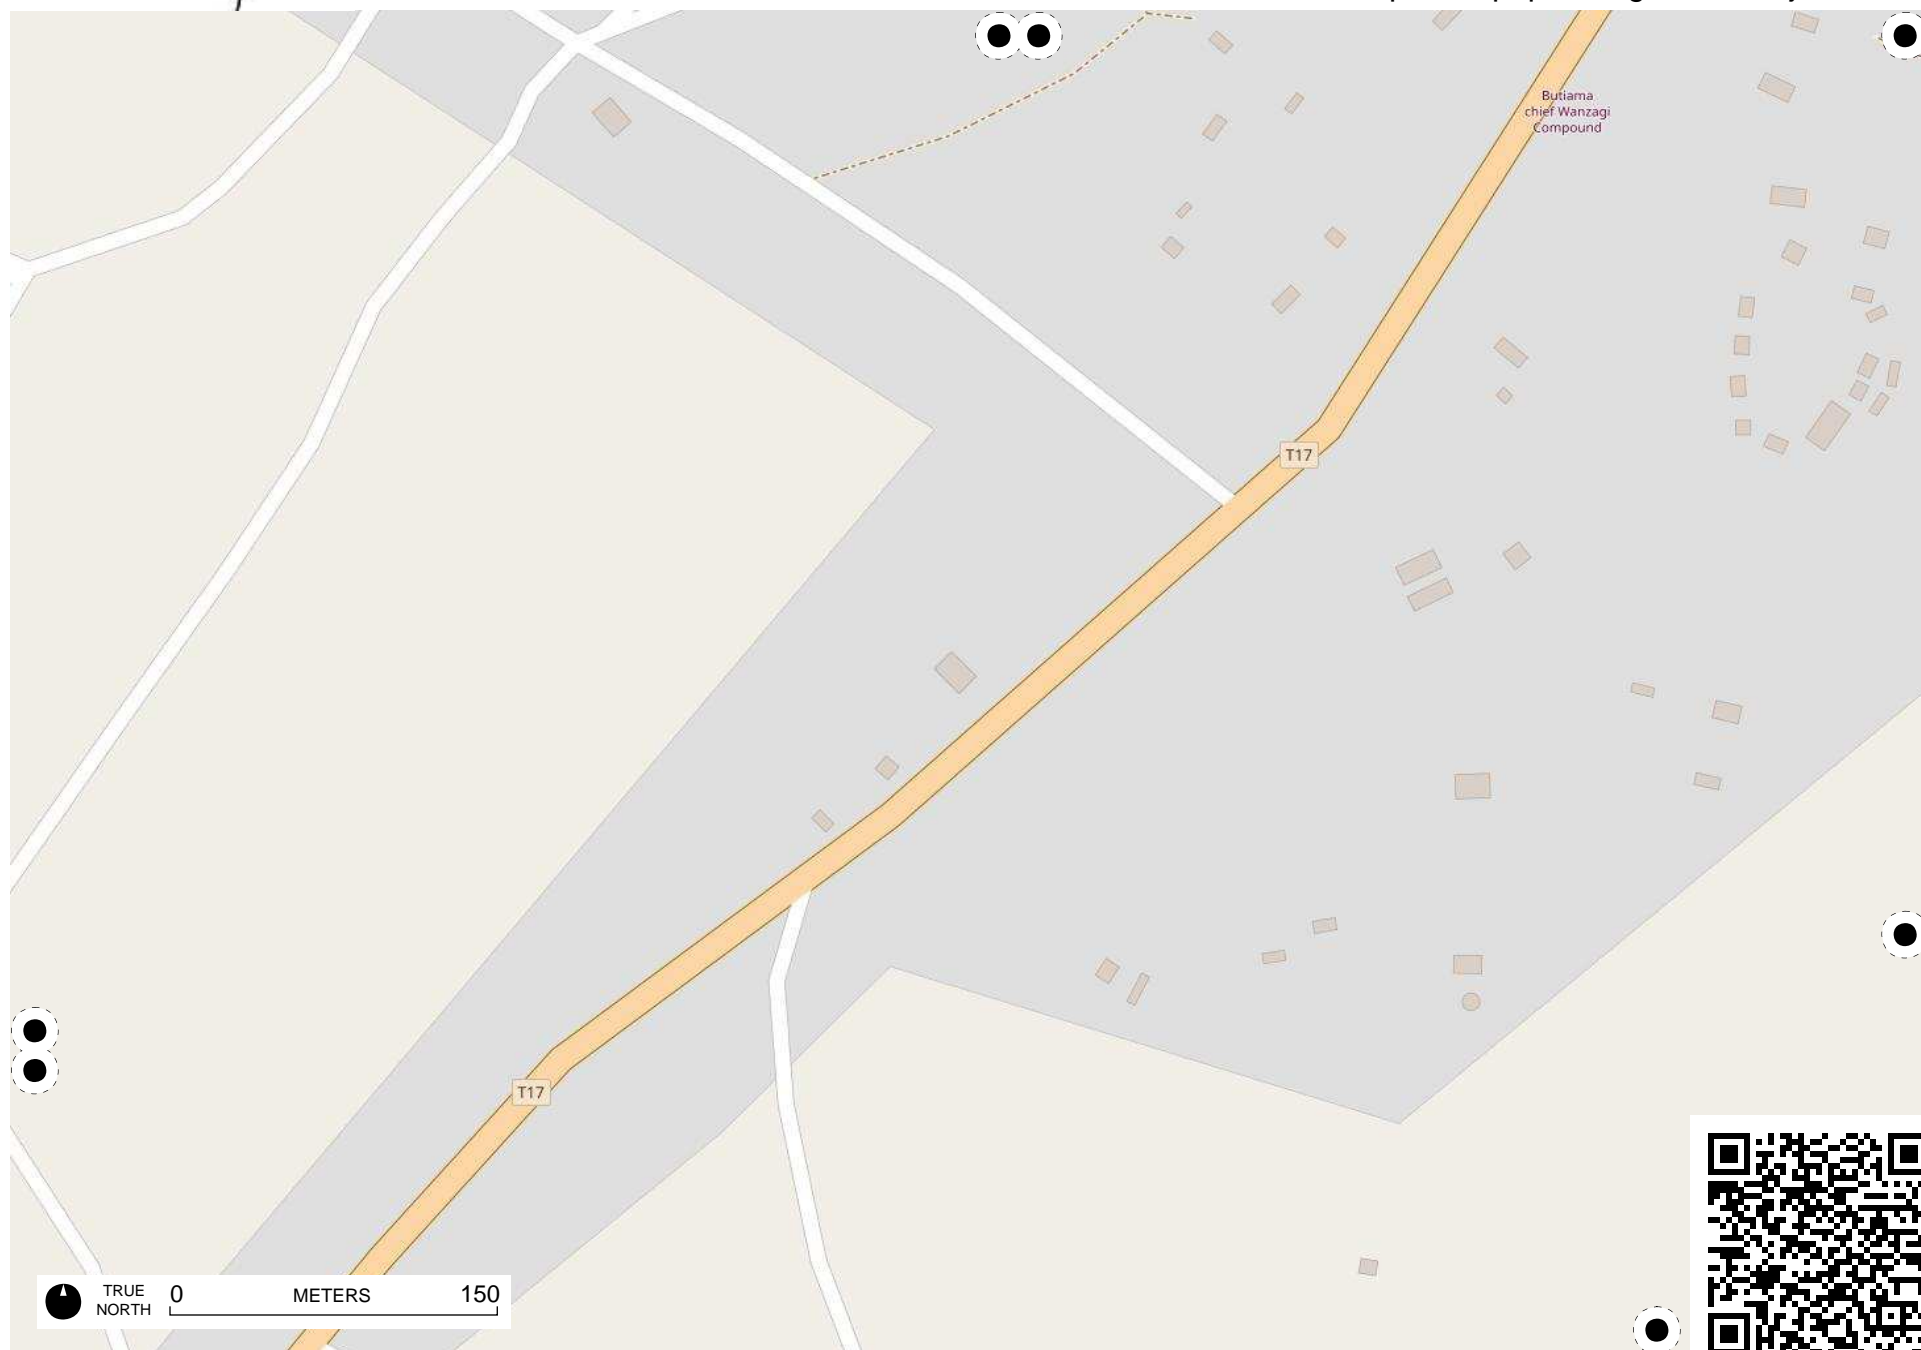 Butiama
chief Wanzagi
Compound
T17
T17
TRUE
NORTH
0 METERS 150